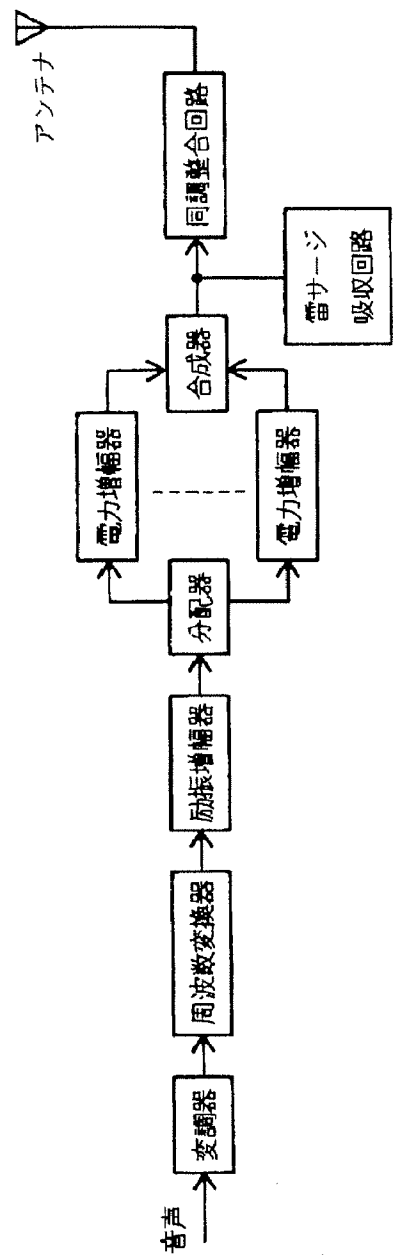 音声
変調器
周波数変換器
励振増幅器
分配器
電力増幅器
電力増幅器
合成器
雷サージ
吸収回路
同調整合回路
アンテナ